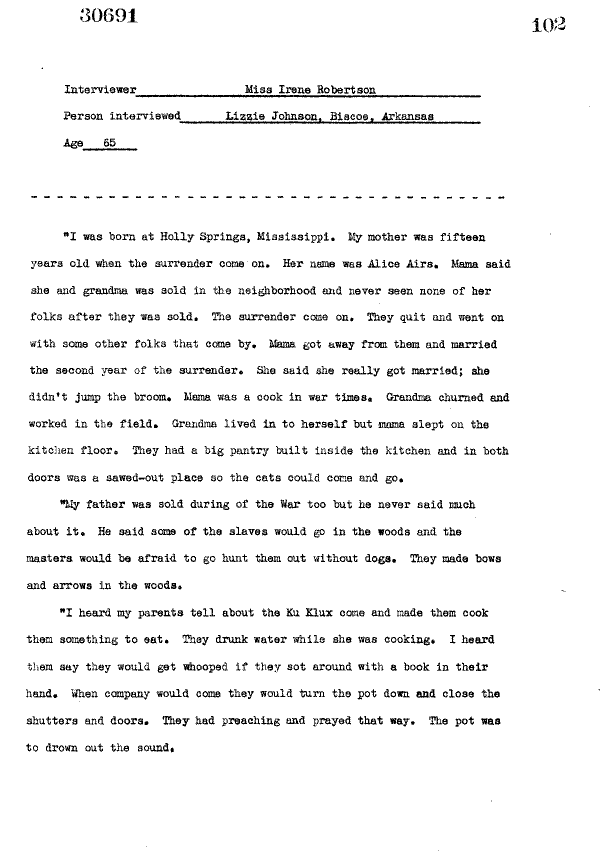 30691
102
Interviewer Miss Irene Robertson
Person interviewed Lizzie Johnson, Biscoe, Arkansas
Age 65
"I was born at Holly Springs, Mississippi. My mother was fifteen
years old when the surrender come on. Her name was Alice Airs. Mama said
she and grandma was sold in the neighborhood and never seen none of her
folks after they was sold. The surrender come on. They quit and went on
with some other folks that come by. Mama got away from them and married
the second year of the surrender. She said she really got married; she
didn't jump the broom. Mama was a cook in war times. Grandma churned and
worked in the field. Grandma lived in to herself but mama slept on the
kitchen floor. They had a big pantry built inside the kitchen and in both
doors was a sawed-out place so the cats could come and go.
"My father was sold during of the War too but he never said much
about it. He said some of the slaves would go in the woods and the
masters would be afraid to go hunt them out without dogs. They made bows
and arrows in the woods.
"I heard my parents tell about the Ku Klux come and made them cook
them something to eat. They drunk water while she was cooking. I heard
them say they would get whooped if they sot around with a book in their
hand. When company would come they would turn the pot down and close the
shutters and doors. They had preaching and prayed that way. The pot was
to drown out the sound.